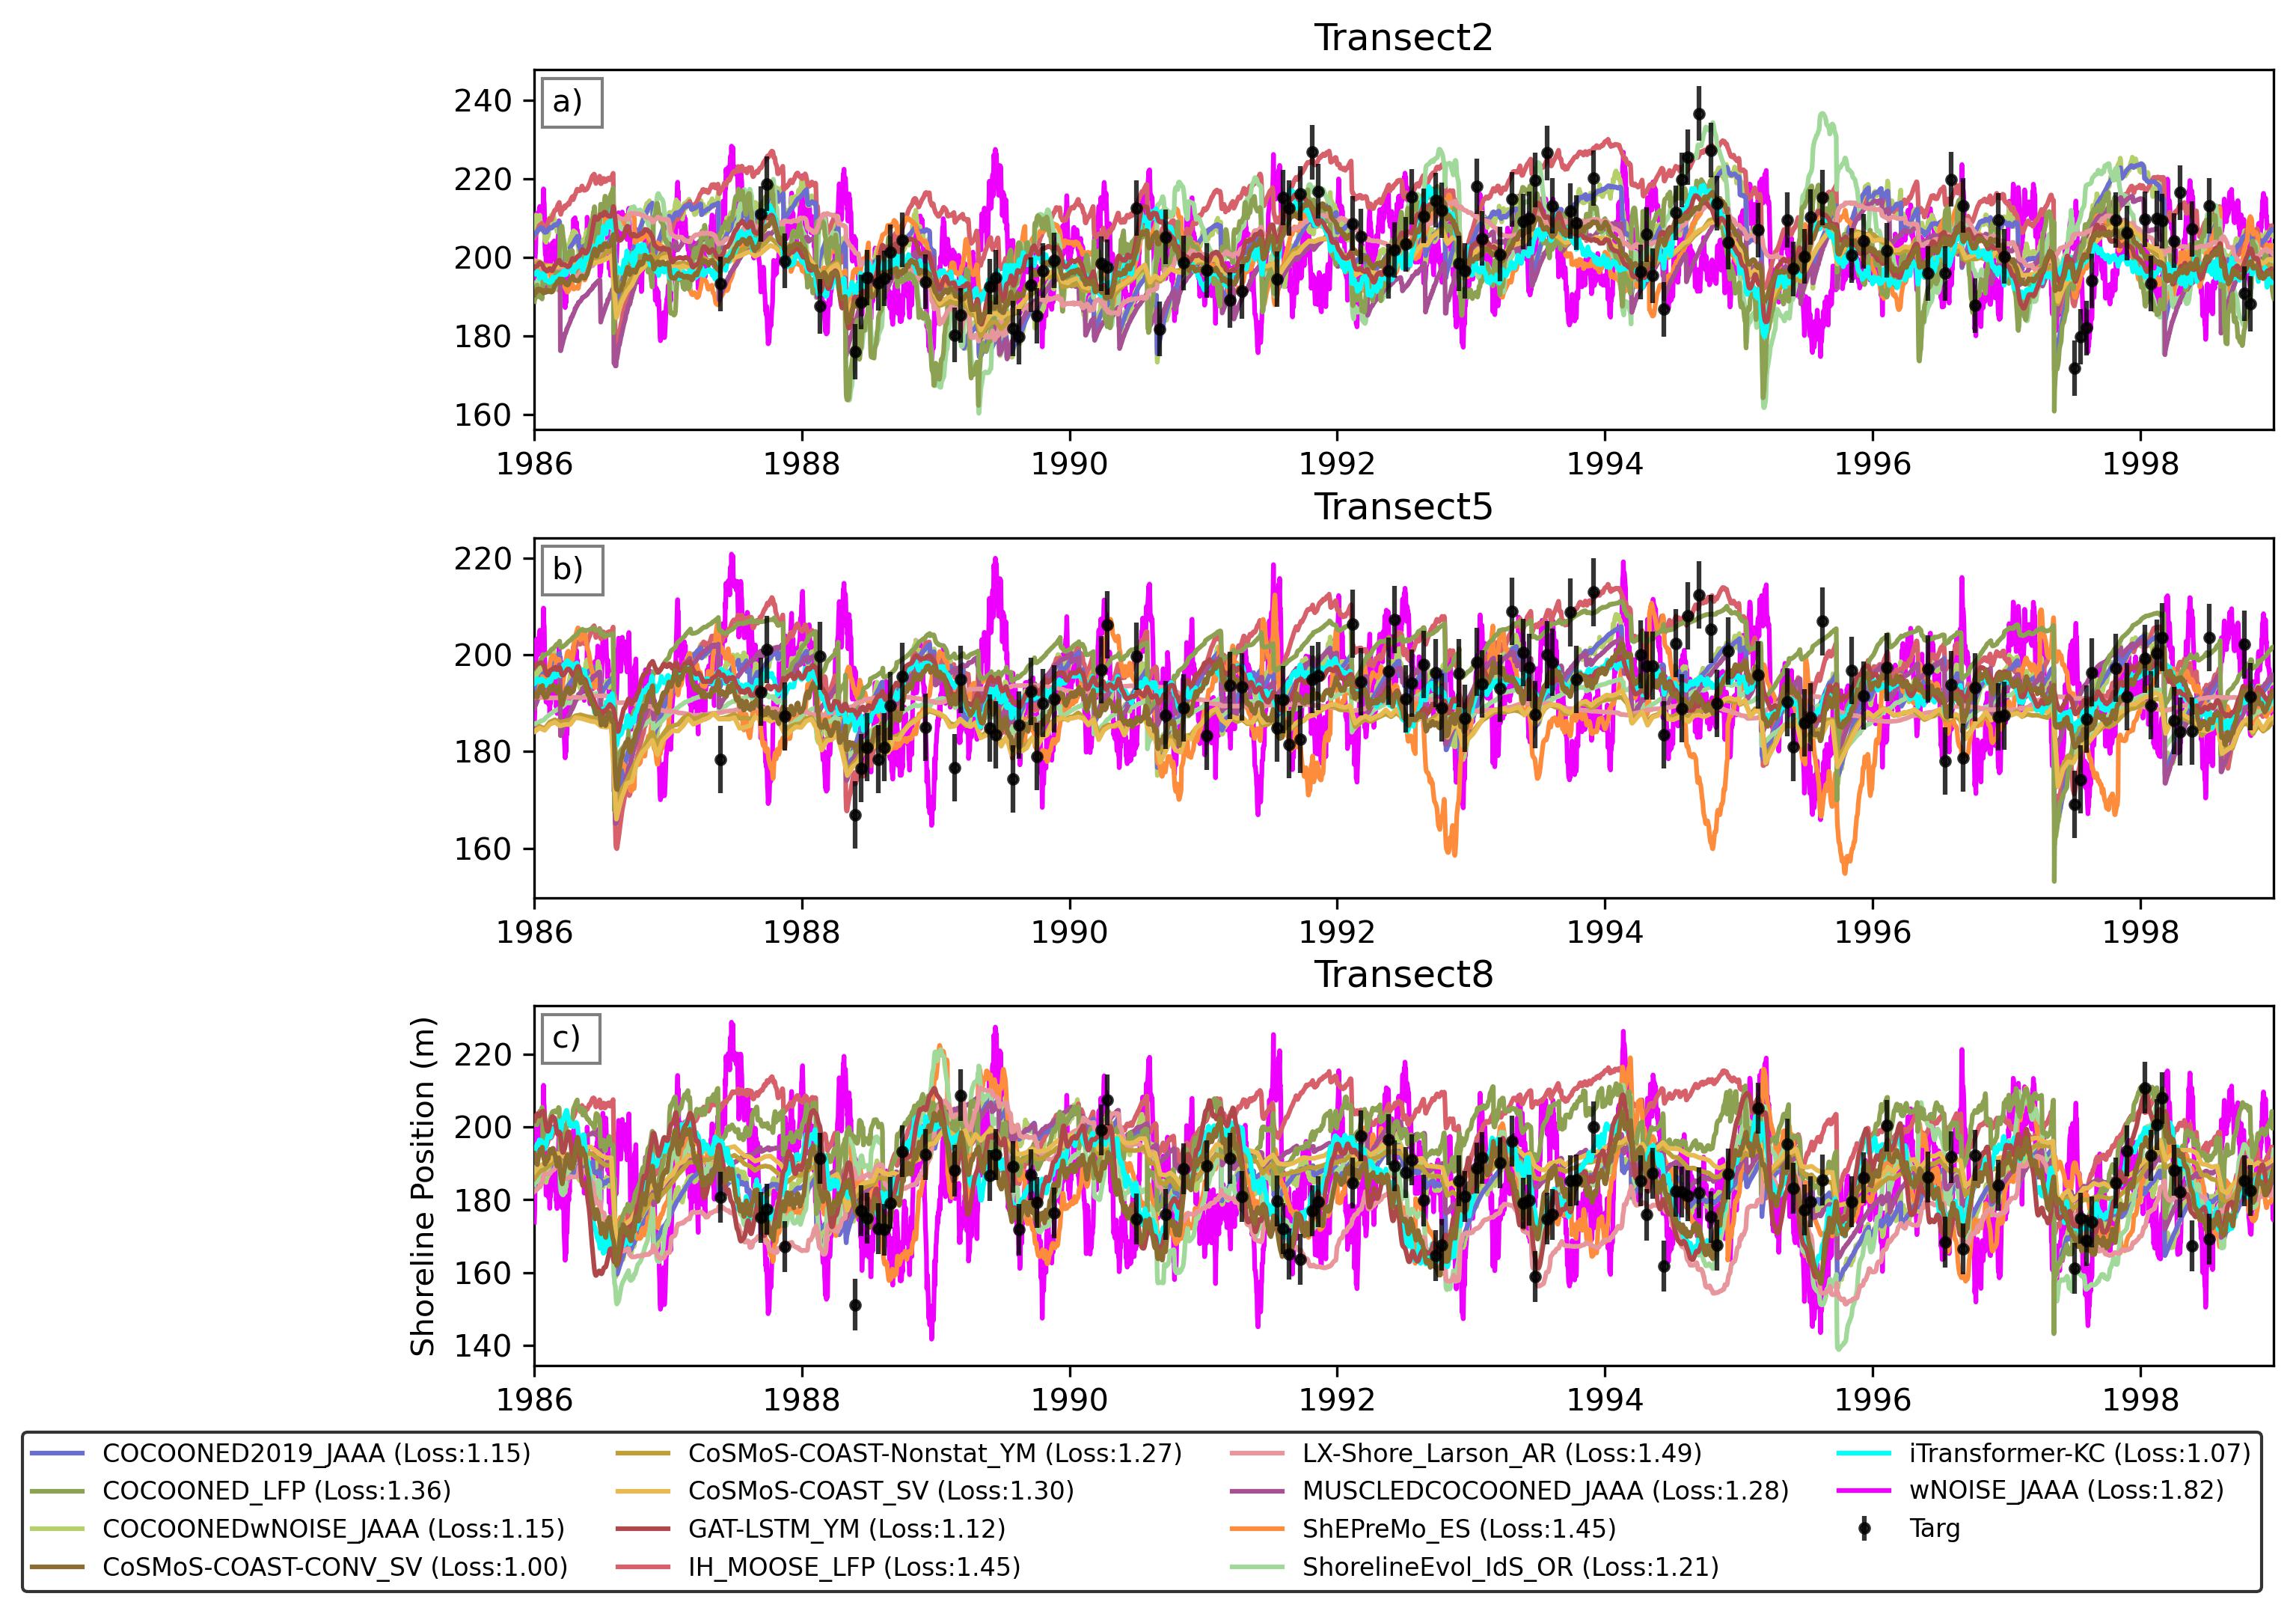 Transect2
a)
240
220
200
180
160
1986 1988 1990 1992 1994 1996 1998
Transect5
b)
220
200
180
160
1986 1988 1990 1992 1994 1996 1998
Transect8
c)
Shoreline Position (m)
220
200
180
160
140
1986 1988 1990 1992 1994 1996 1998
COCOONED2019_JAAA (Loss:1.15)
COCOONED_LFP (Loss:1.36)
COCOONEDwNOISE_JAAA (Loss:1.15)
CoSMoS-COAST-CONV_SV (Loss:1.00)
CoSMoS-COAST-Nonstat_YM (Loss:1.27)
CoSMoS-COAST_SV (Loss:1.30)
GAT-LSTM_YM (Loss:1.12)
IH_MOOSE_LFP (Loss:1.45)
LX-Shore_Larson_AR (Loss:1.49)
MUSCLEDCOCOONED_JAAA (Loss:1.28)
ShEPreMo_ES (Loss:1.45)
ShorelineEvol_IdS_OR (Loss:1.21)
iTransformer-KC (Loss:1.07)
wNOISE_JAAA (Loss:1.82)
Targ